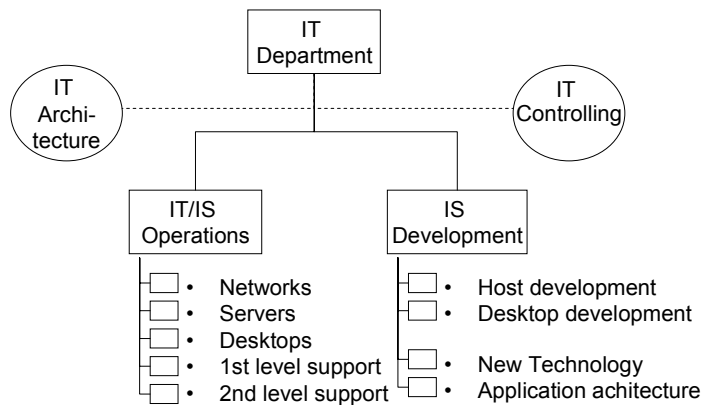 IT
Department
IT
Archi-
tecture
IT
Controlling
IT/IS
Operations
IS
Development
• Networks
• Servers
• Desktops
• 1st level support
• 2nd level support
• Host development
• Desktop development
• New Technology
• Application achitecture